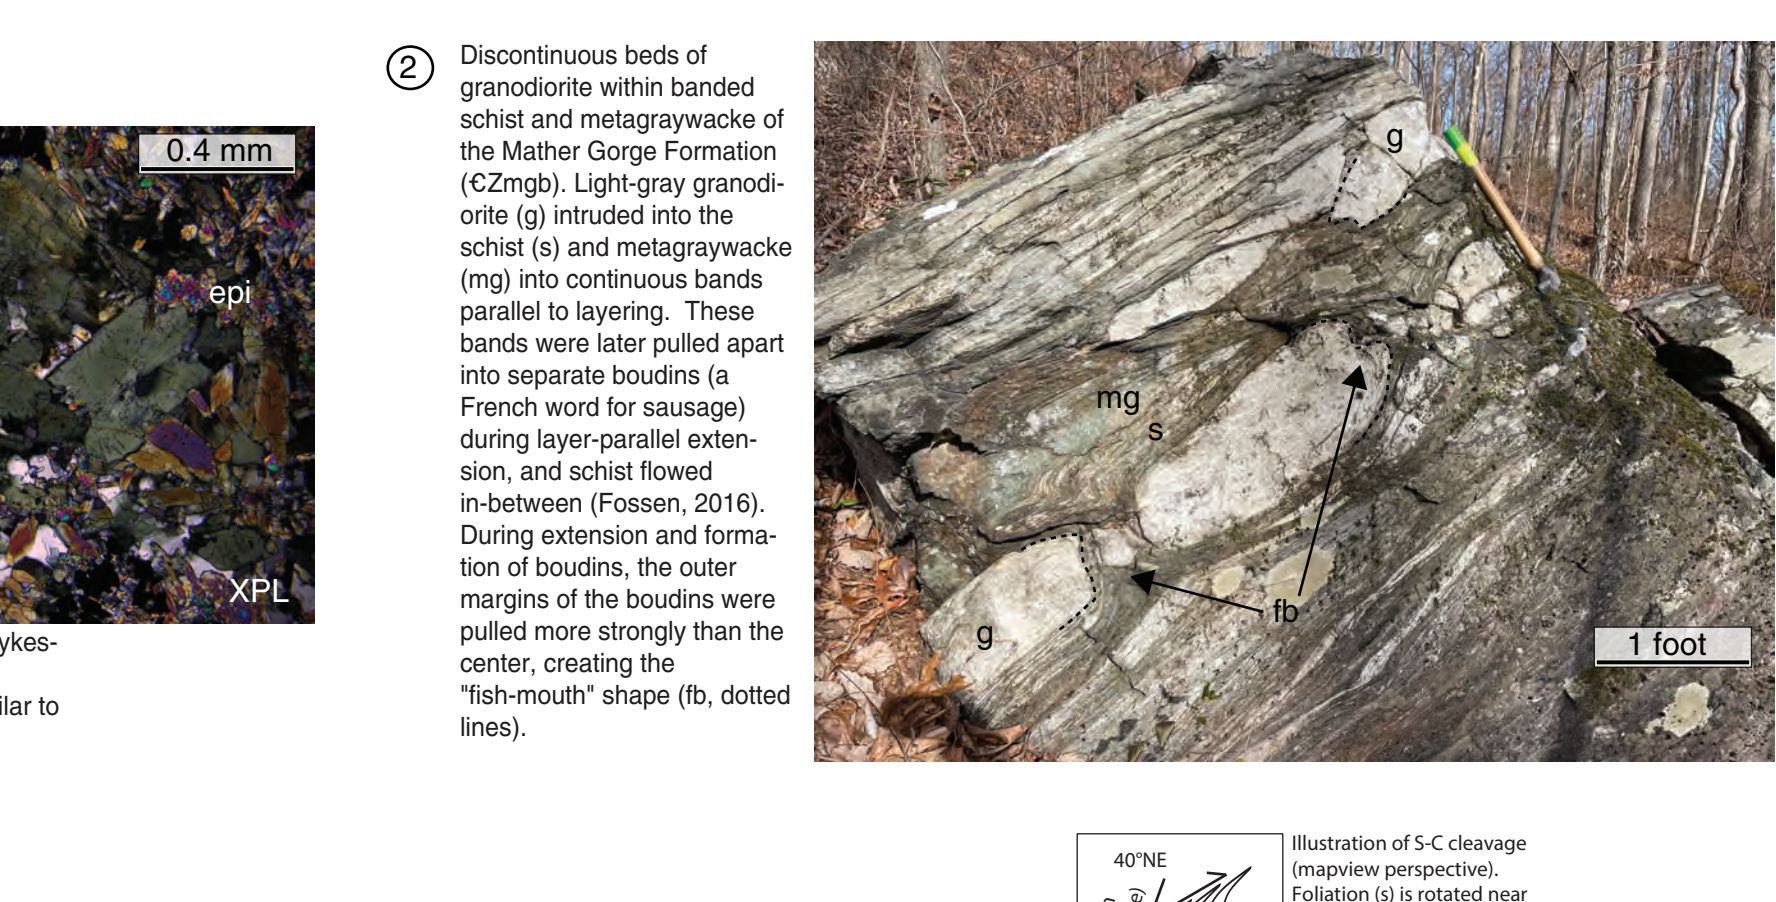 0.4 mm
epi
XPL
ykes-
ilar to
2
Discontinuous beds of
granodiorite within banded
schist and metagraywacke of
the Mather Gorge Formation
(€Zmgb). Light-gray granodi-
orite (g) intruded into the
schist (s) and metagraywacke
(mg) into continuous bands
parallel to layering.  These
bands were later pulled apart
into separate boudins (a
French word for sausage)
during layer-parallel exten-
sion, and schist flowed
in-between (Fossen, 2016).
During extension and forma-
tion of boudins, the outer
margins of the boudins were
pulled more strongly than the
center, creating the
"fish-mouth" shape (fb, dotted
lines).
g
mg
s
fb
g
1 foot
40°NE
Illustration of S-C cleavage
(mapview perspective).
Foliation (s) is rotated near